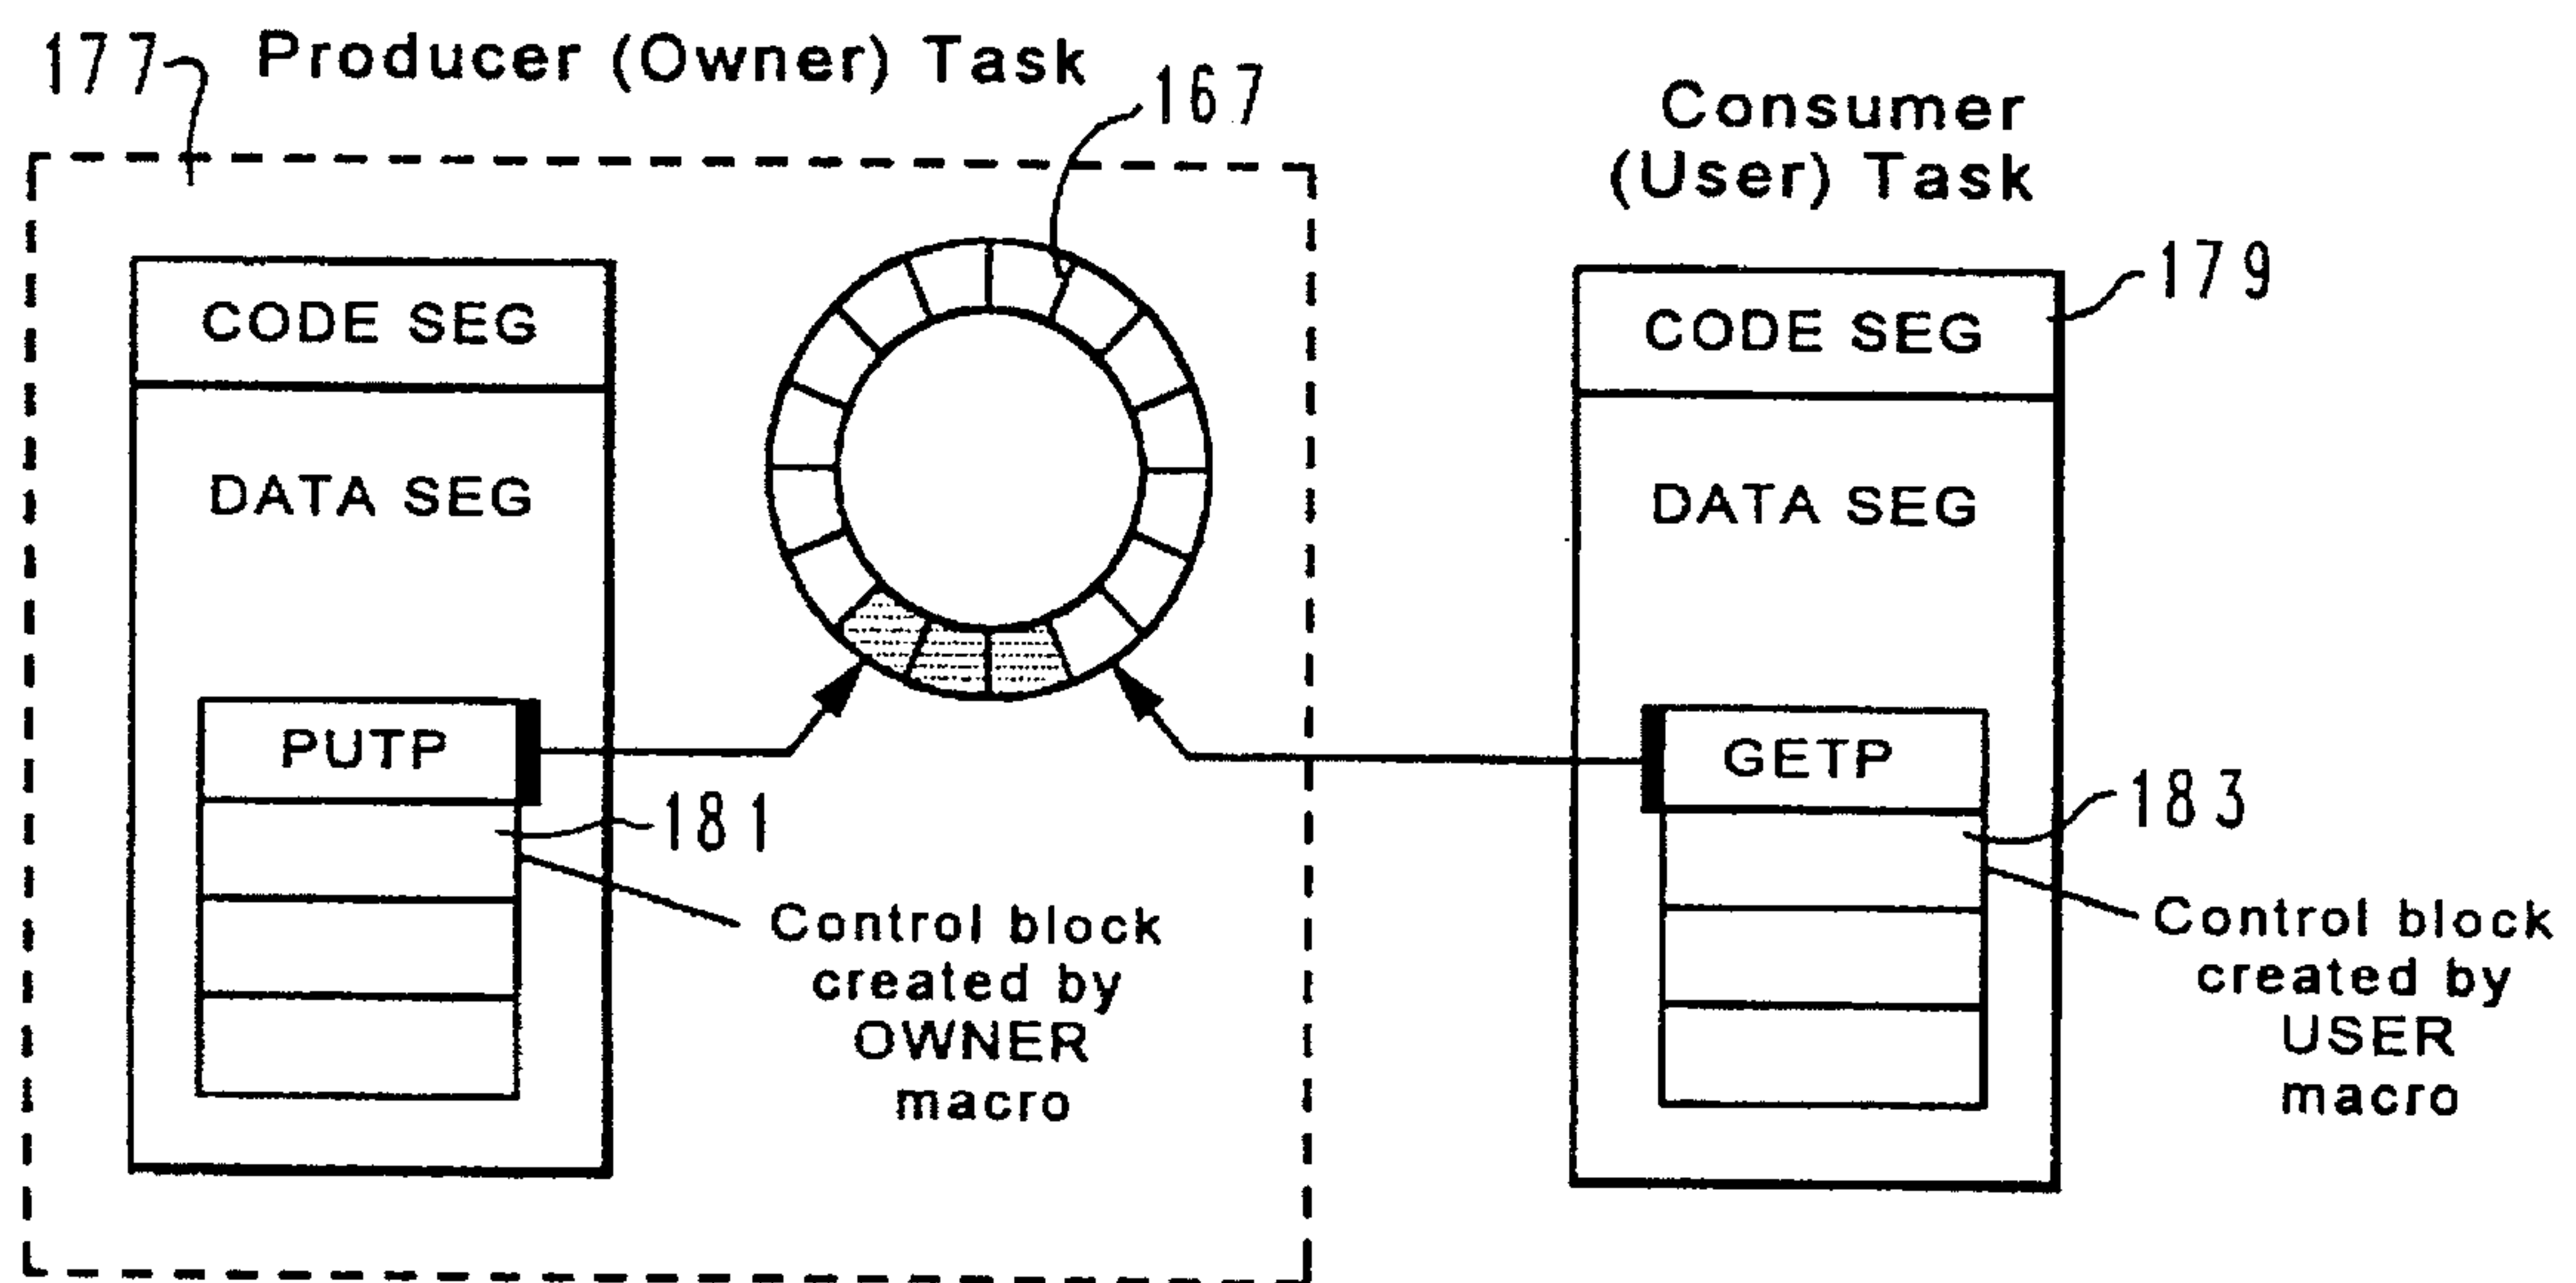 177
Producer (Owner) Task
167
CODE SEG
DATA SEG
PUTP
181
Control block
created by
OWNER
macro
Consumer
(User) Task
179
CODE SEG
DATA SEG
GETP
183
Control block
created by
USER
macro